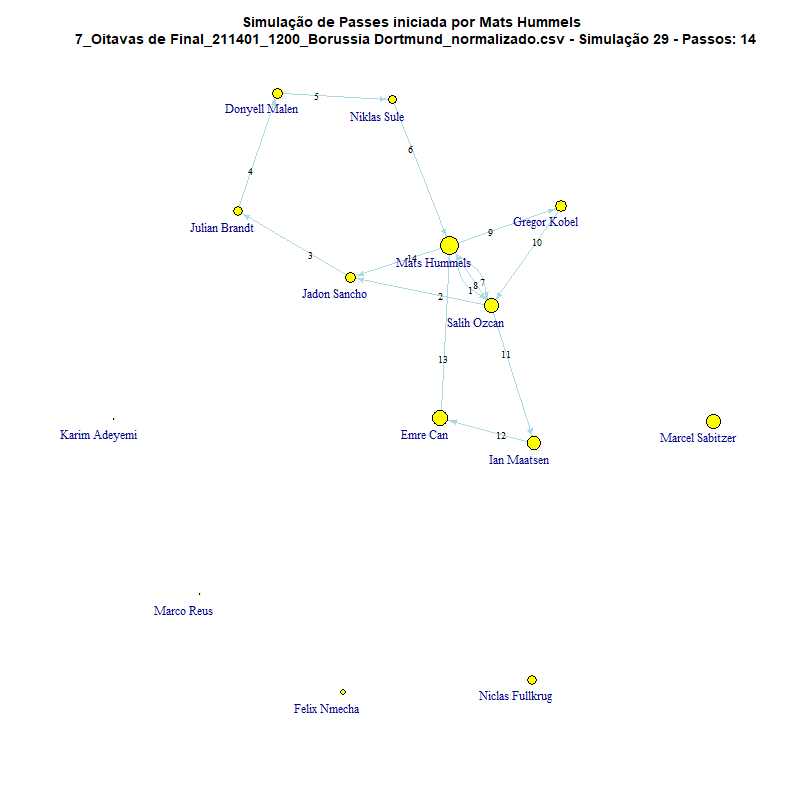 Simulação de Passes iniciada por Mats Hummels
7_Oitavas de Final_211401_1200_Borussia Dortmund_normalizado.csv - Simulação 29 - Passos: 14
5
Donyell Malen
Niklas Sule
6
4
Gregor Kobel
Julian Brandt
9
10
3
14
Mats Hummels
7
8
1
Jadon Sancho
2
Salih Ozcan
11
13
Karim Adeyemi
Emre Can
12
Marcel Sabitzer
Ian Maatsen
Marco Reus
Niclas Fullkrug
Felix Nmecha